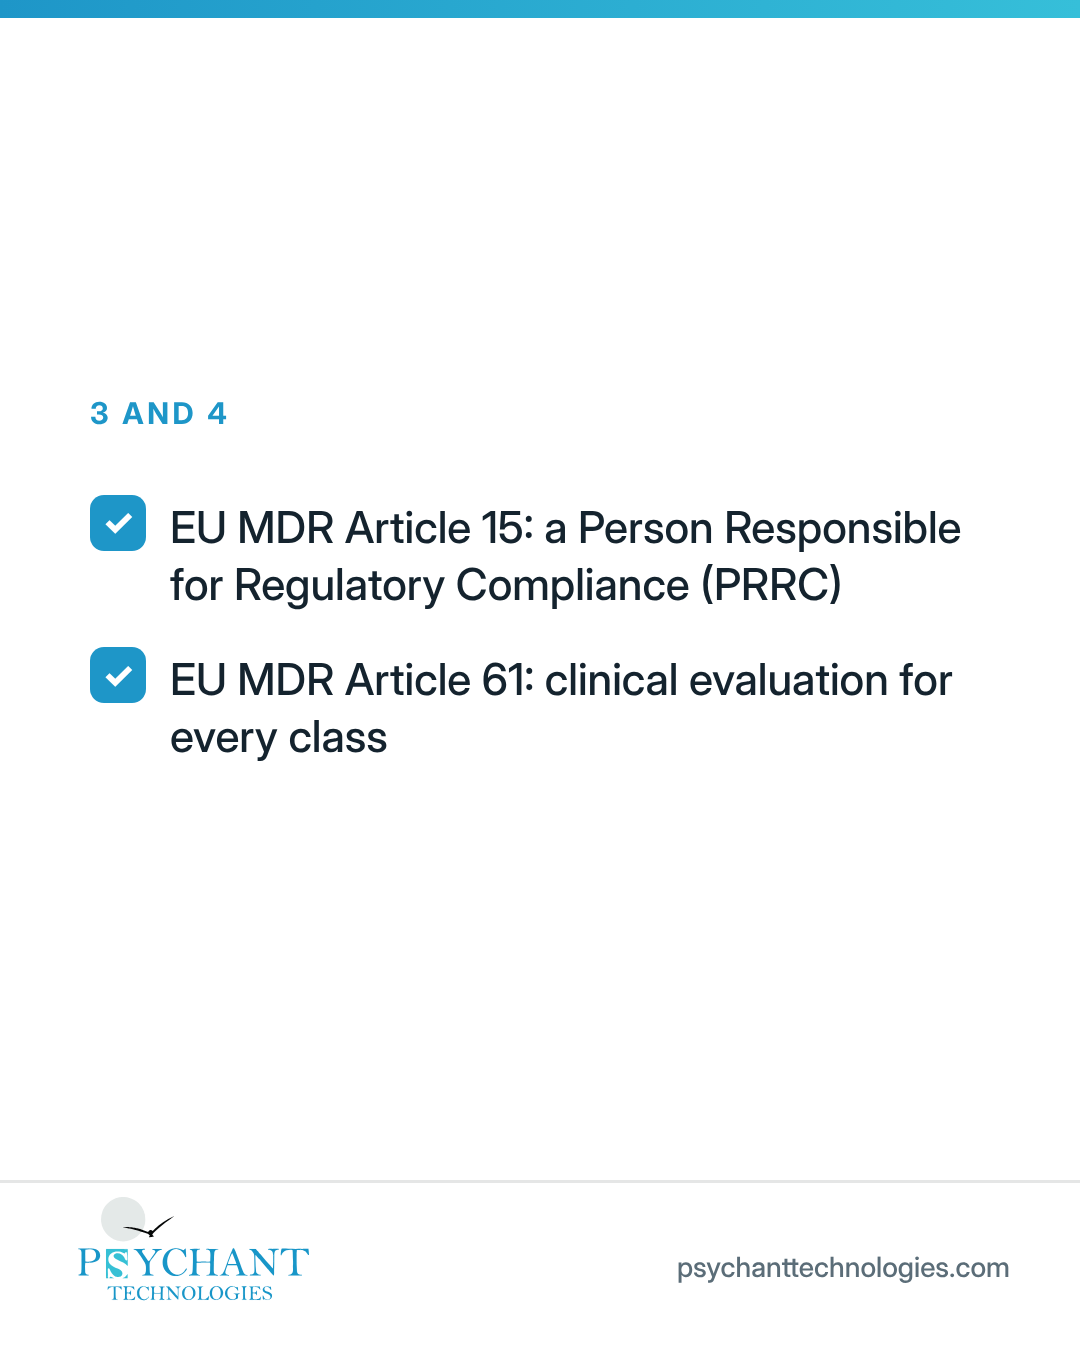 3 AND 4
EU MDR Article 15: a Person Responsible
for Regulatory Compliance (PRRC)
EU MDR Article 61: clinical evaluation for
every class
PSYCHANT
TECHNOLOGIES
psychanttechnologies.com